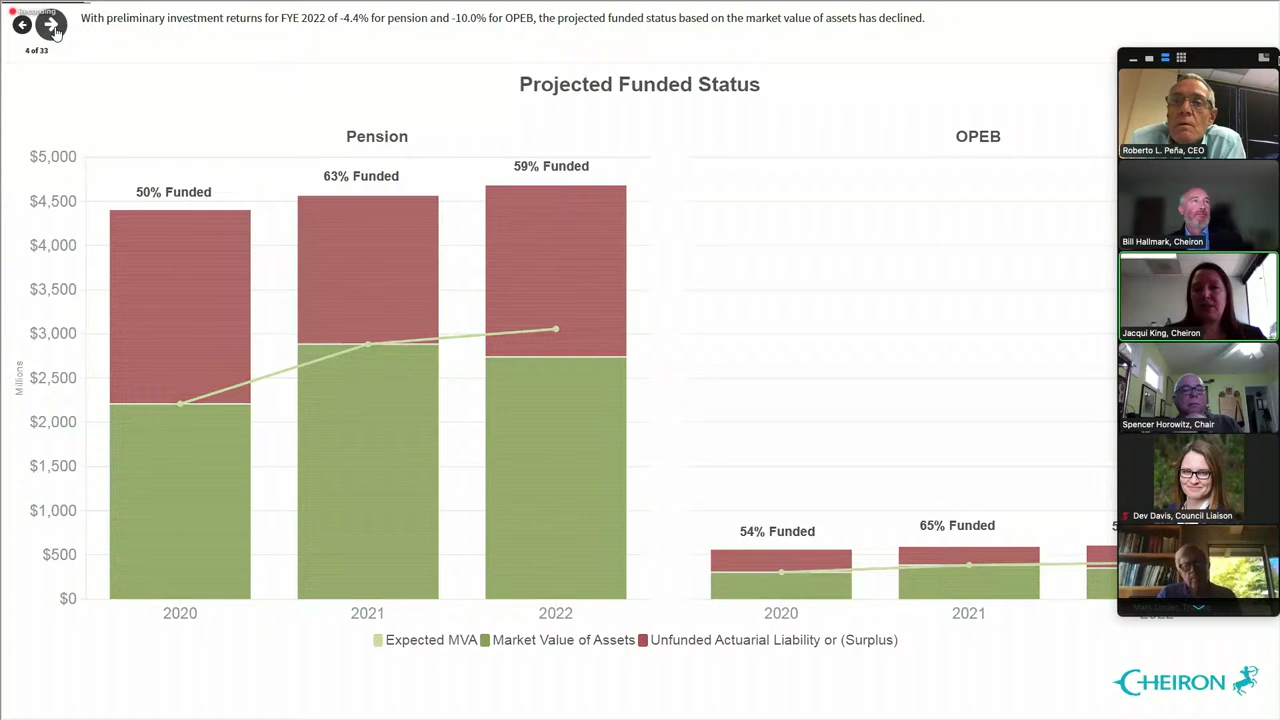 Recording
With preliminary investment returns for FYE 2022 of -4.4% for pension and -10.0% for OPEB, the projected funded status based on the market value of assets has declined.
4 of 33
Projected Funded Status
Pension
OPEB
$5,000
$4,500
$4,000
$3,500
$3,000
$2,500
$2,000
$1,500
$1,000
$500
$0
Millions
50% Funded
63% Funded
59% Funded
54% Funded
65% Funded
5
2020
2021
2022
2020
2021
Expected MVA
Market Value of Assets
Unfunded Actuarial Liability or (Surplus)
Roberto L. Peña, CEO
Bill Hallmark, Cheiron
Jacqui King, Cheiron
Spencer Horowitz, Chair
Dev Davis, Council Liaison
CHEIRON